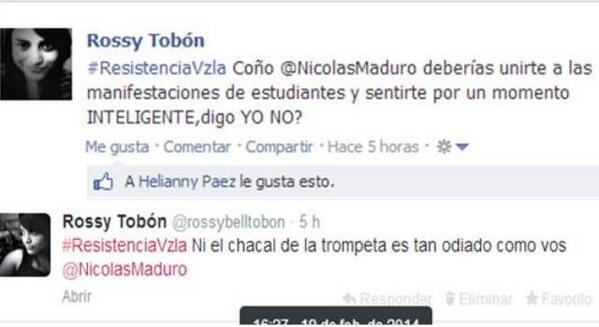 Rossy Tobón
#ResistenciaVzla Coño @NicolasMaduro deberías unirte a las
manifestaciones de estudiantes y sentirte por un momento
INTELIGENTE,digo YO NO?
Me gusta · Comentar · Compartir · Hace 5 horas ·
A Helianny Paez le gusta esto.
Rossy Tobón @rossybelltobon · 5 h
#ResistenciaVzla Ni el chacal de la trompeta es tan odiado como vos
@NicolasMaduro
Abrir Responder Eliminar Favorito
16:27 - 19 de feb. de 2014